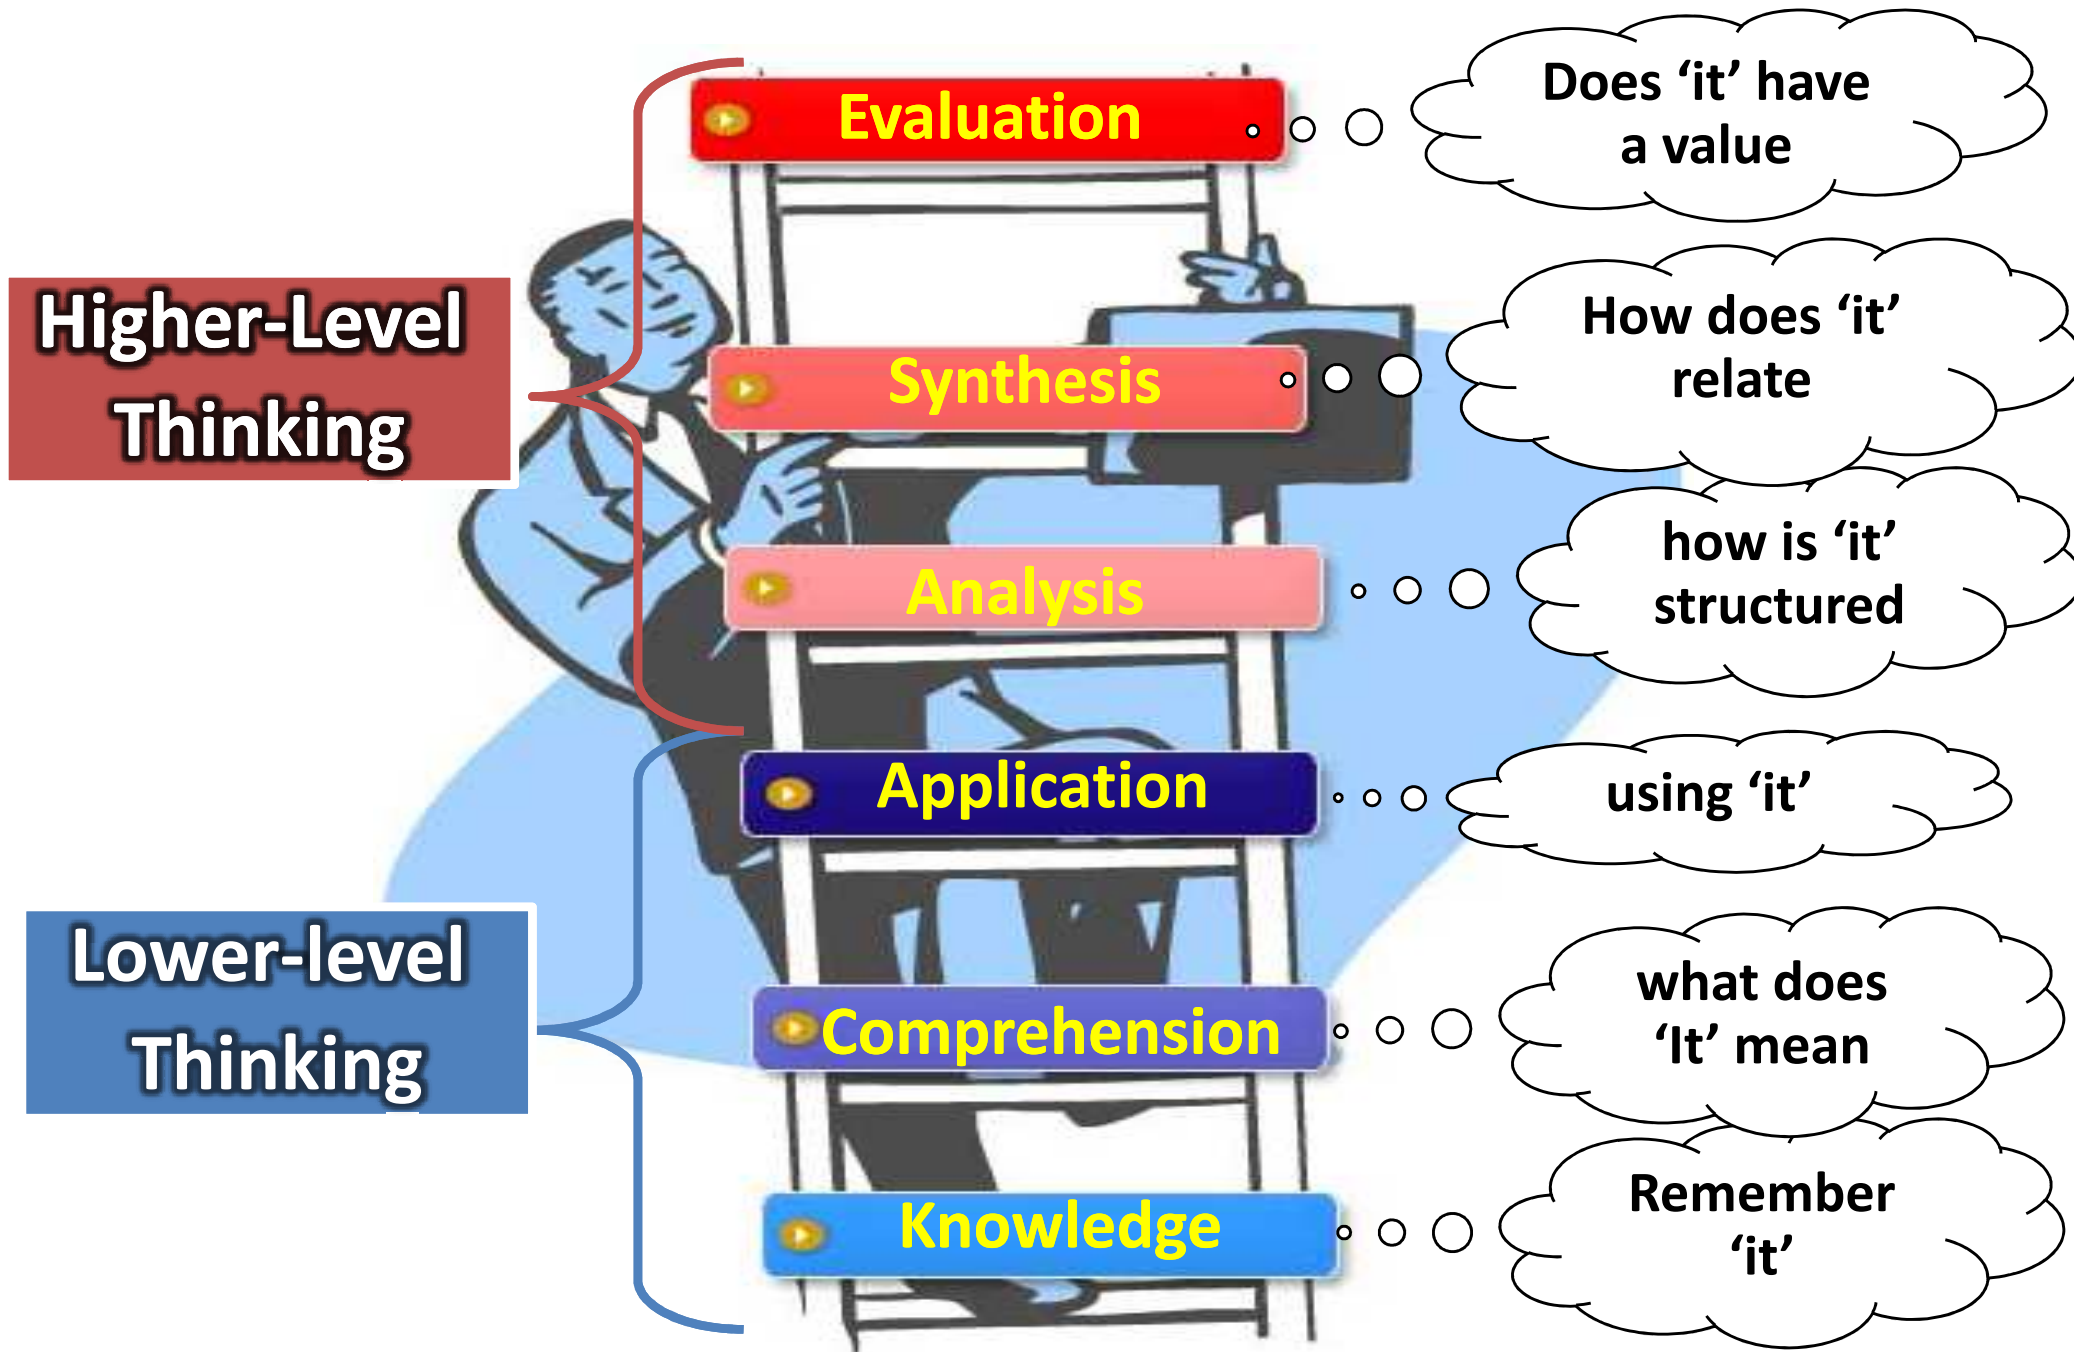 Evaluation
Does ‘it’ have
a value
Higher-Level
Thinking
Synthesis
How does ‘it’
relate
Analysis
how is ‘it’
structured
Application
using ‘it’
Lower-level
Thinking
Comprehension
what does
‘It’ mean
Knowledge
Remember
‘it’